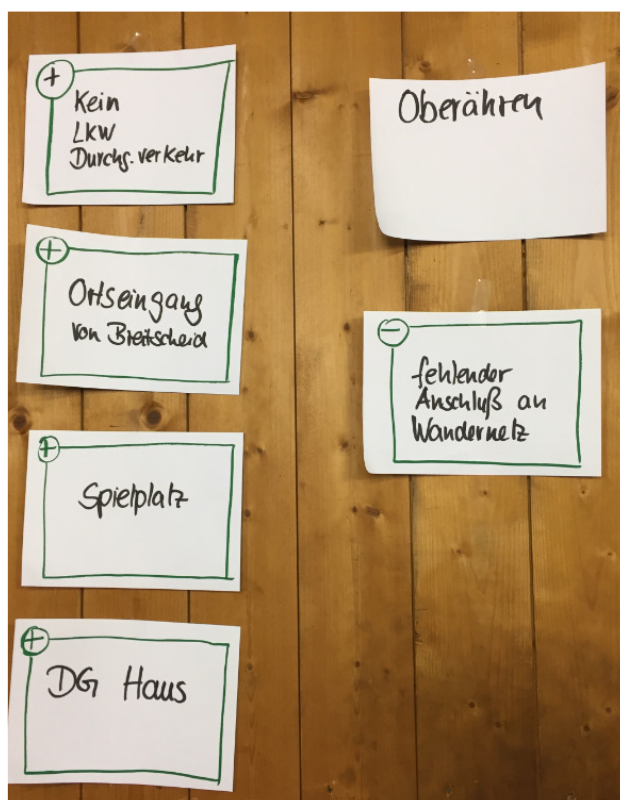 +
Kein
LKW
Durchg.verkehr
+
Ortseingang
von Breitscheid
+
Spielplatz
+
DG Haus
Oberähren
-
fehlender
Anschluß an
Wandernetz